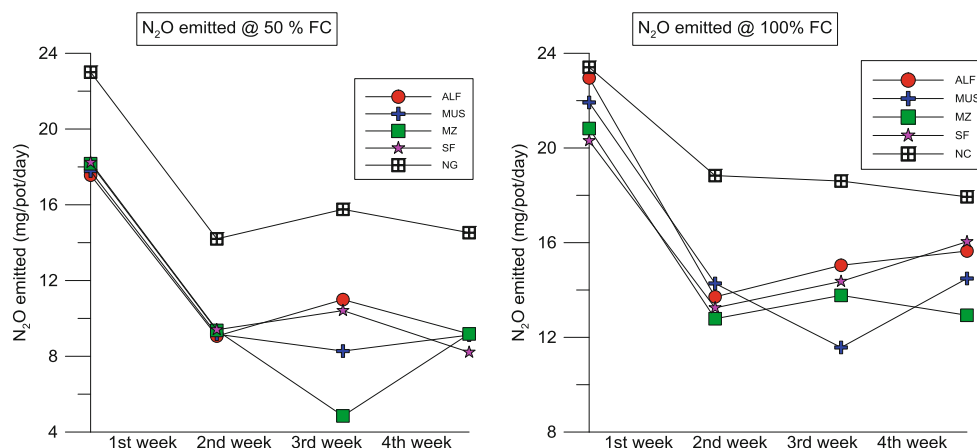 N₂O emitted @ 50 % FC
N₂O emitted (mg/pot/day)
24
20
16
12
8
4
ALF
MUS
MZ
SF
NG
1st week 2nd week 3rd week 4th week
N₂O emitted @ 100% FC
N₂O emitted (mg/pot/day)
24
20
16
12
8
ALF
MUS
MZ
SF
NC
1st week 2nd week 3rd week 4th week